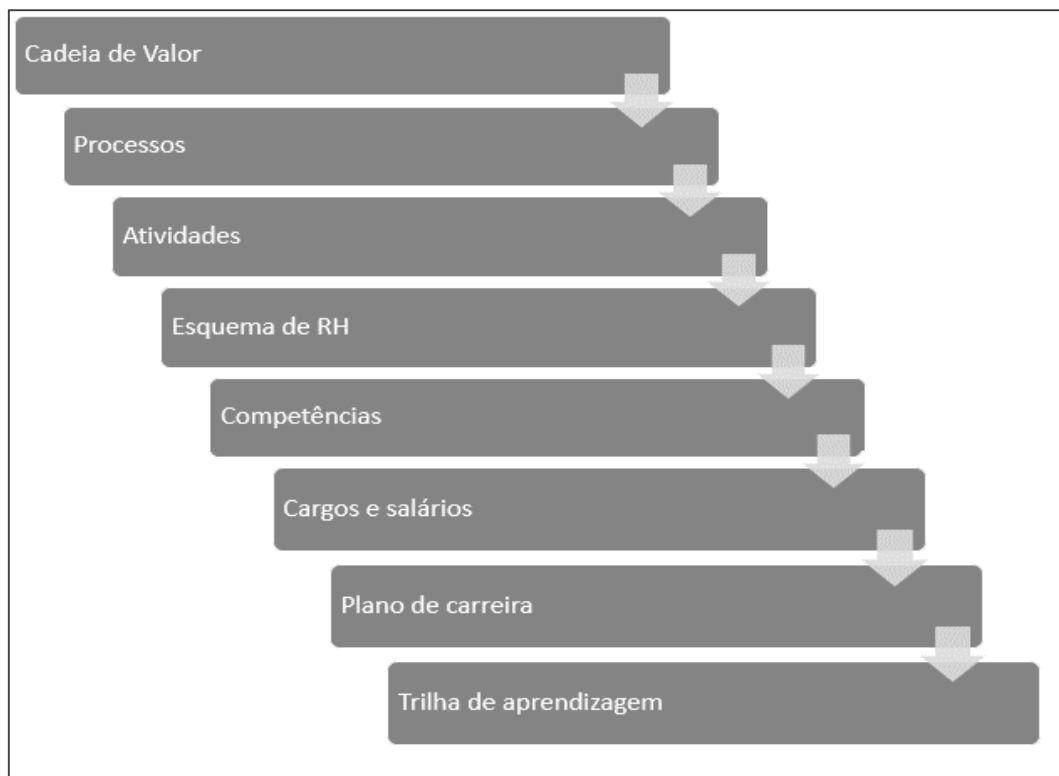 Cadeia de Valor
Processos
Atividades
Esquema de RH
Competências
Cargos e salários
Plano de carreira
Trilha de aprendizagem